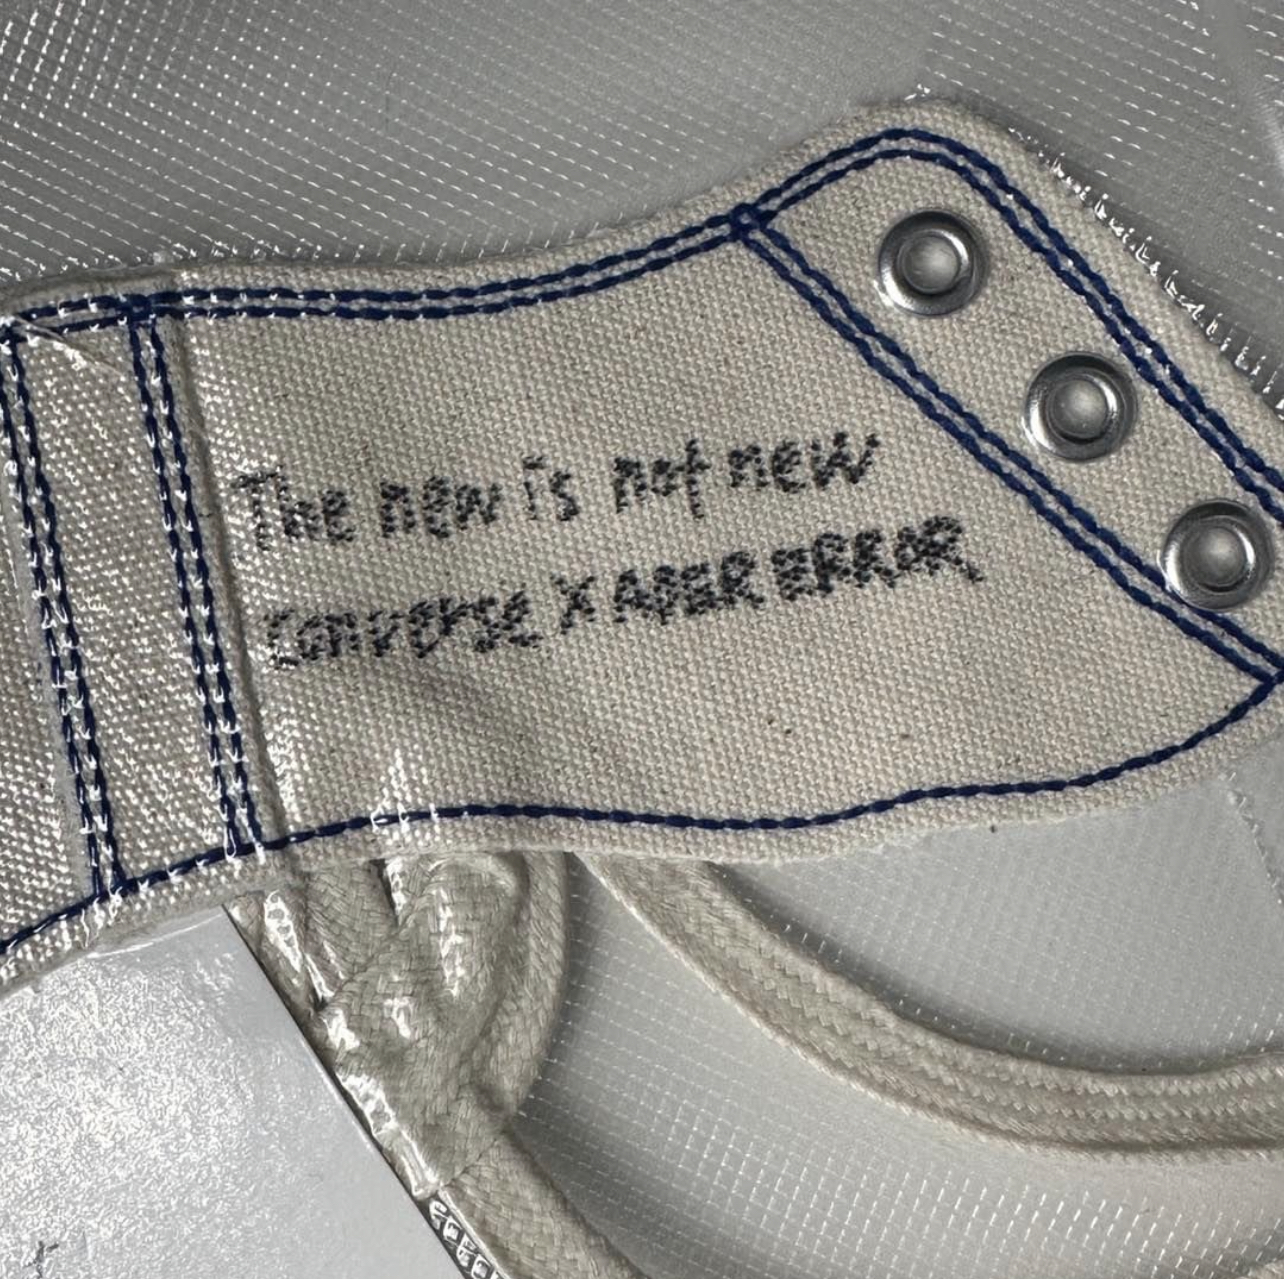 The new is not new
converse X ADER ERROR